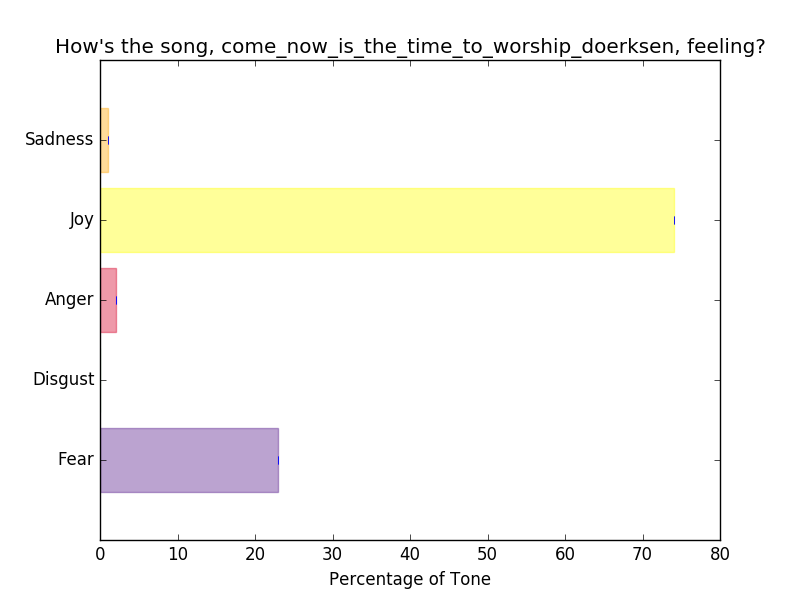 How's the song, come_now_is_the_time_to_worship_doerksen, feeling?
Sadness
Joy
Anger
Disgust
Fear
0 10 20 30 40 50 60 70 80
Percentage of Tone